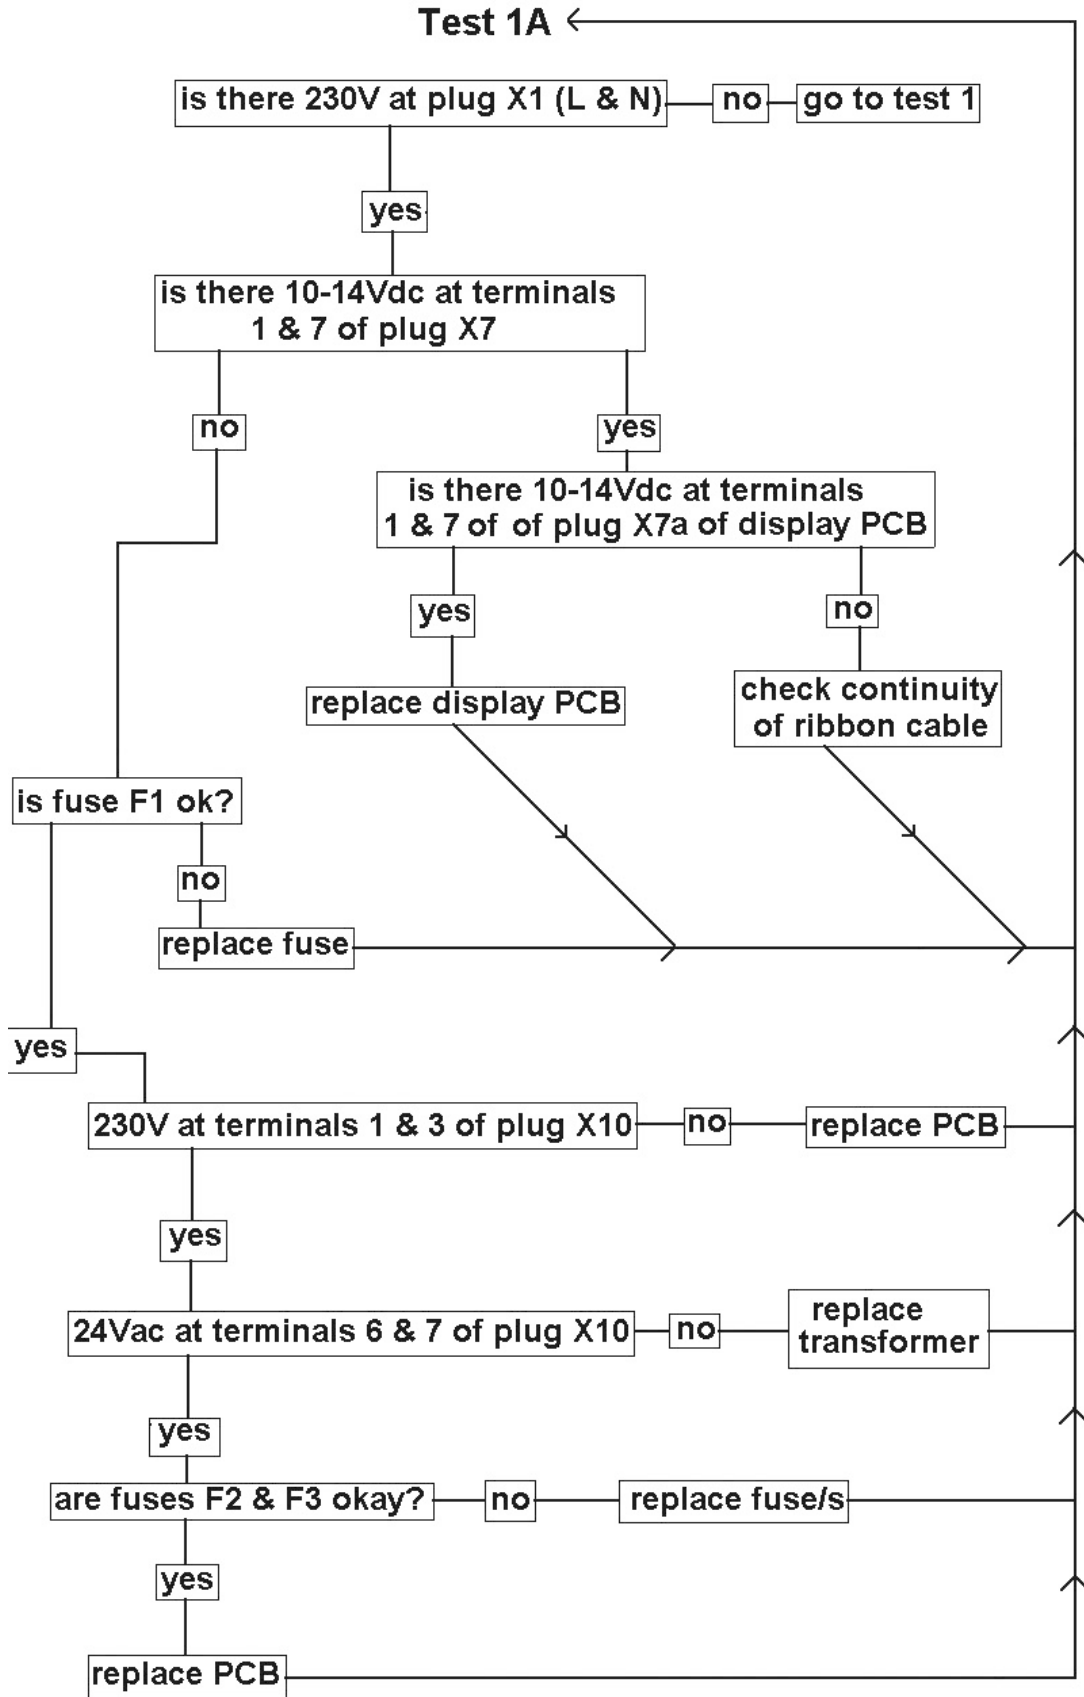 Test 1A
is there 230V at plug X1 (L & N)
no
go to test 1
yes
is there 10-14Vdc at terminals
1 & 7 of plug X7
no
yes
is there 10-14Vdc at terminals
1 & 7 of of plug X7a of display PCB
yes
no
replace display PCB
check continuity
of ribbon cable
is fuse F1 ok?
no
replace fuse
yes
230V at terminals 1 & 3 of plug X10
no
replace PCB
yes
24Vac at terminals 6 & 7 of plug X10
no
replace
transformer
yes
are fuses F2 & F3 okay?
no
replace fuse/s
yes
replace PCB